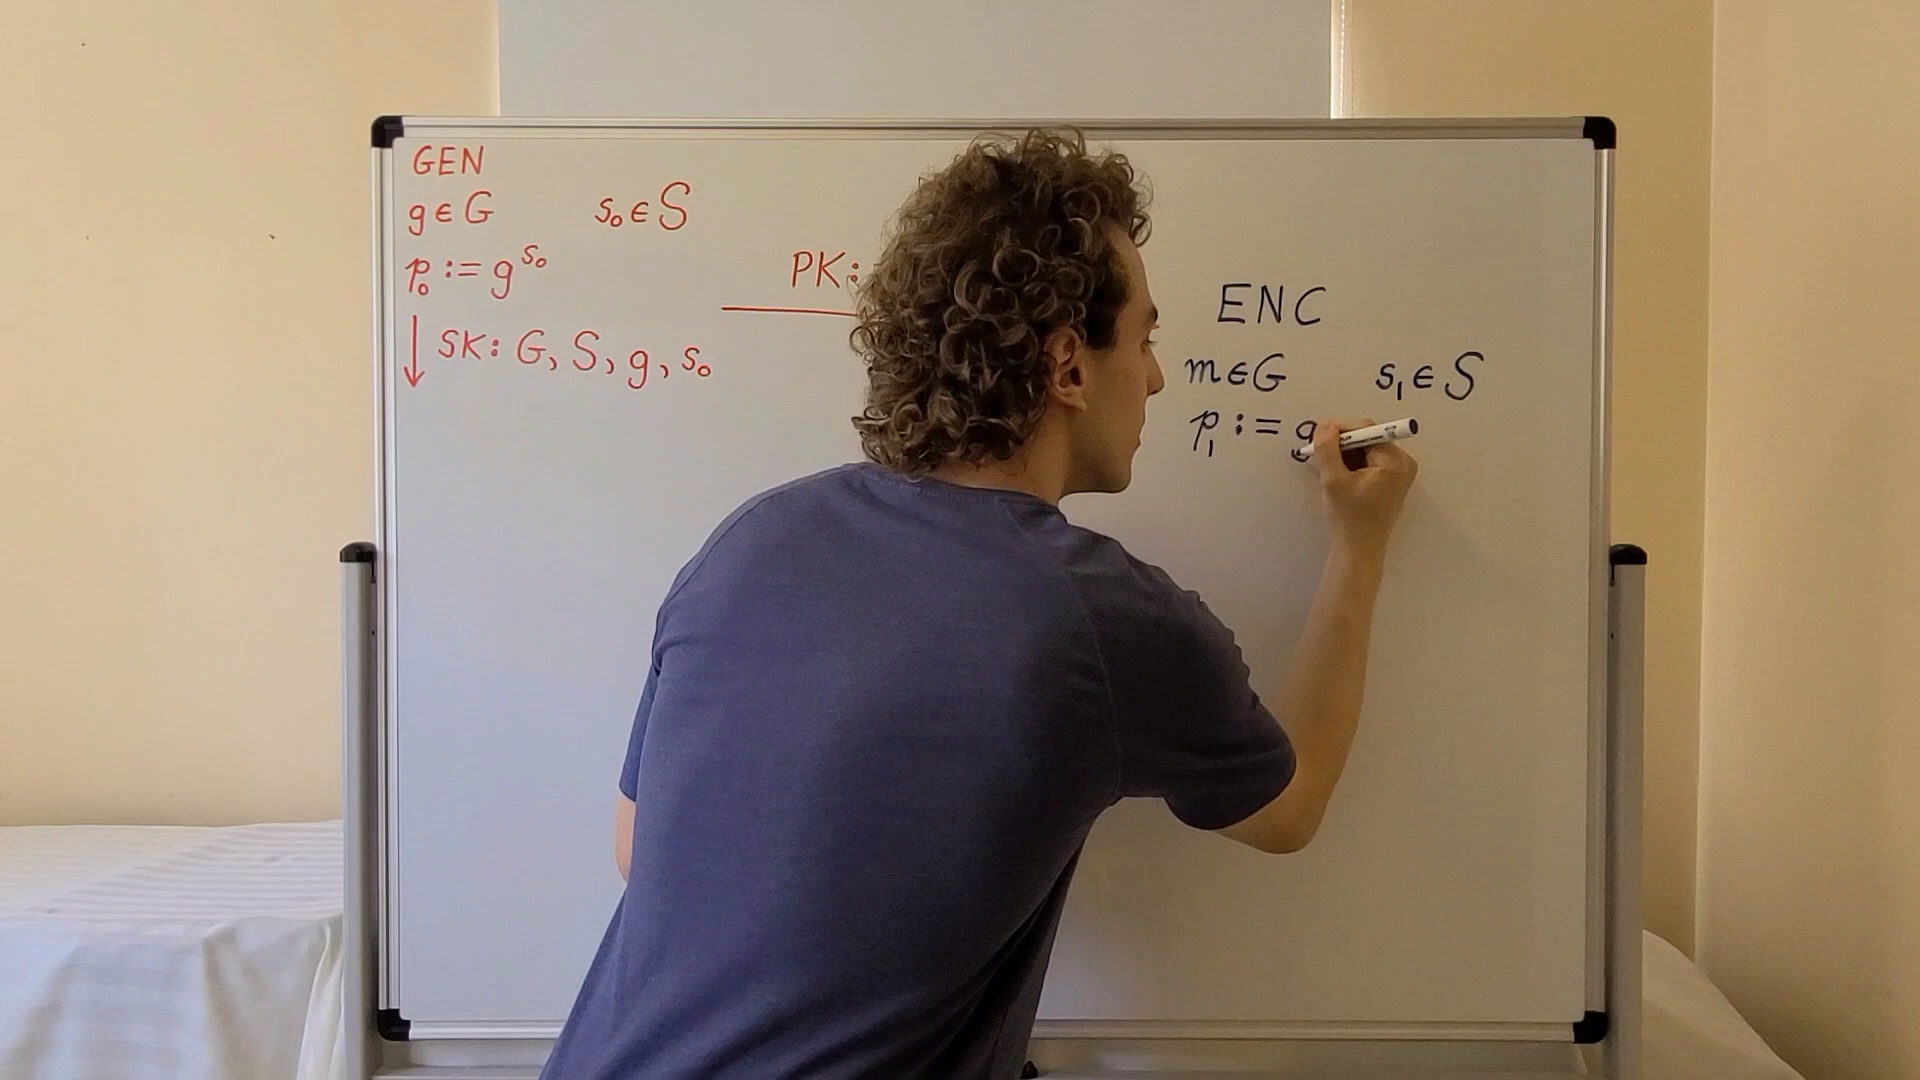 GEN
g ∈ G s₀ ∈ S
p₀ := g^s₀
PK:
SK: G, S, g, s₀
ENC
m ∈ G s₁ ∈ S
p₁ := g